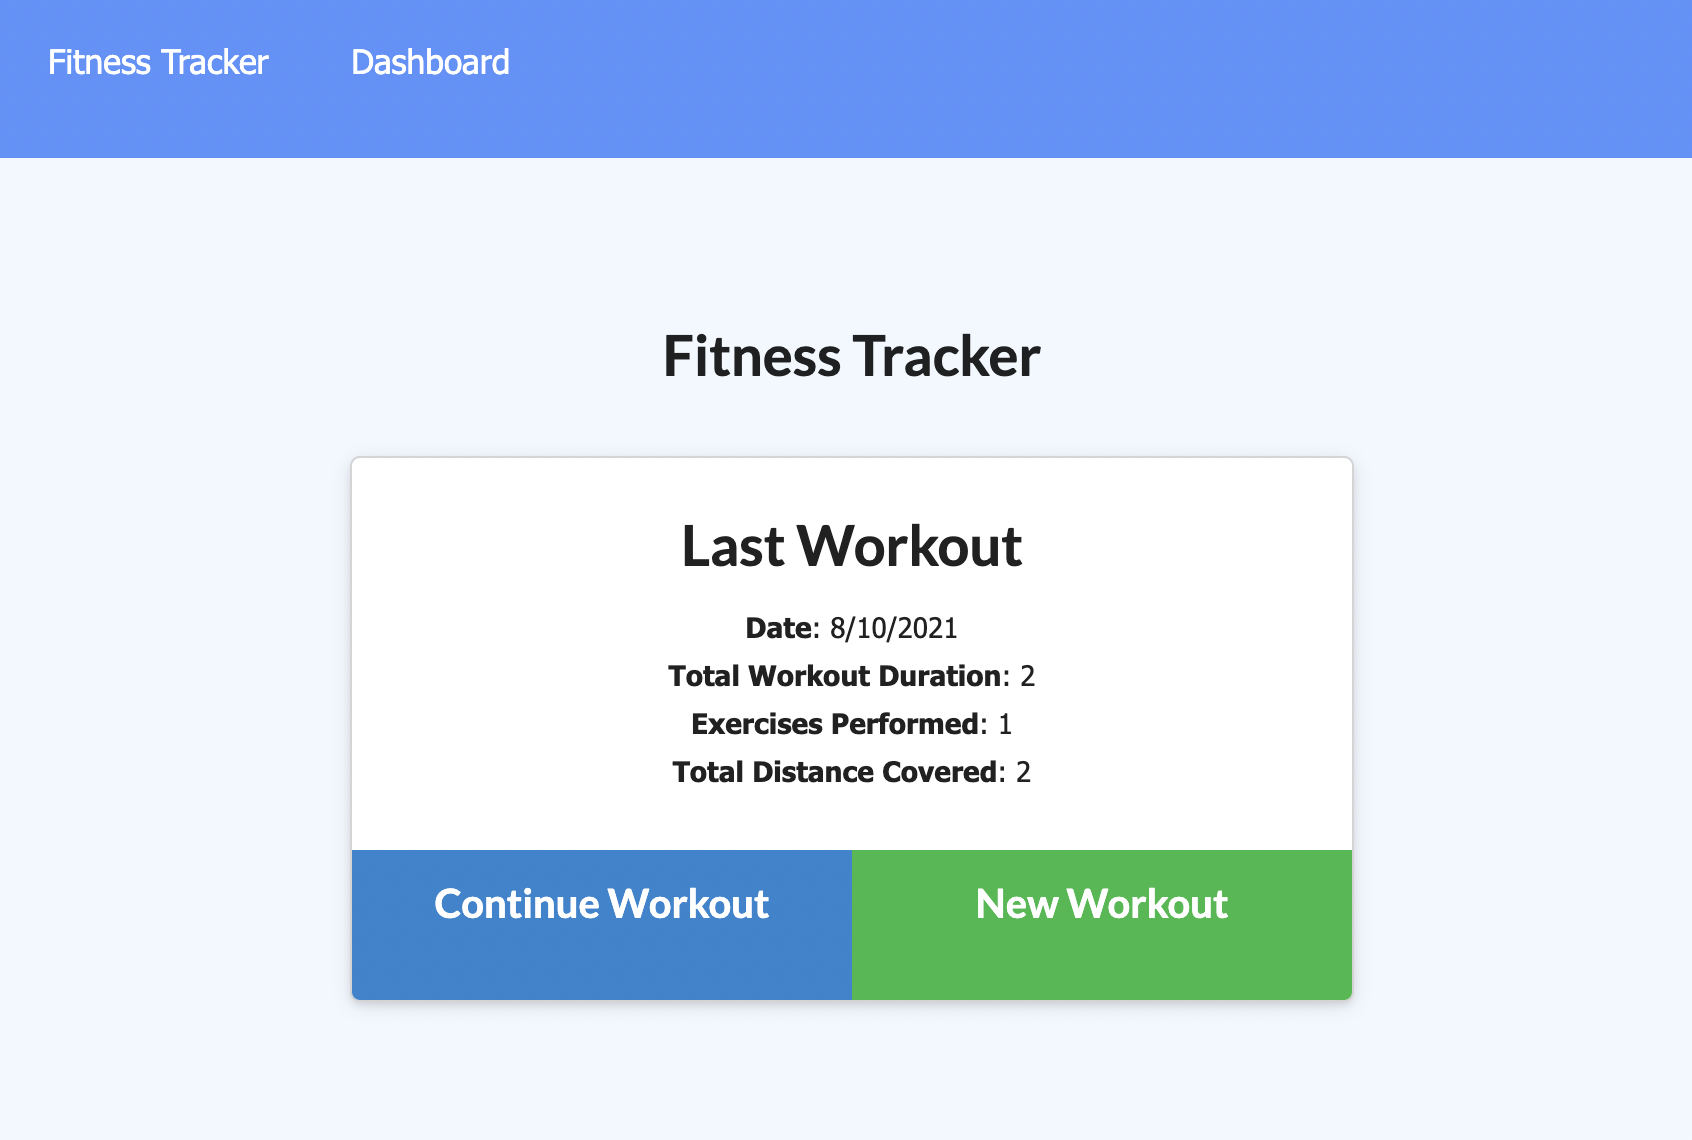 Fitness Tracker Dashboard
Fitness Tracker
Last Workout
Date: 8/10/2021
Total Workout Duration: 2
Exercises Performed: 1
Total Distance Covered: 2
Continue Workout New Workout